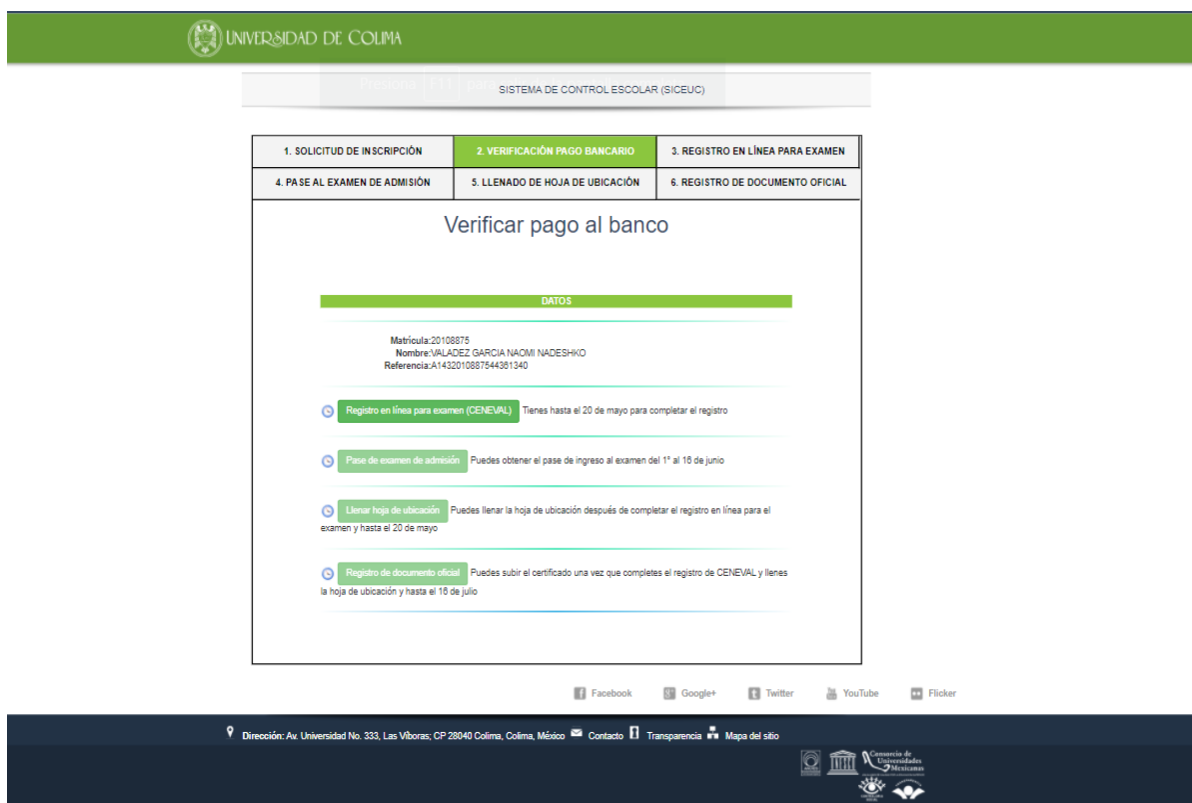 UNIVERSIDAD DE COLIMA
Presiona F11 para
SISTEMA DE CONTROL ESCOLAR (SICEUC)
1. SOLICITUD DE INSCRIPCIÓN 2. VERIFICACIÓN PAGO BANCARIO 3. REGISTRO EN LÍNEA PARA EXAMEN
4. PASE AL EXAMEN DE ADMISIÓN 5. LLENADO DE HOJA DE UBICACIÓN 6. REGISTRO DE DOCUMENTO OFICIAL
Verificar pago al banco
DATOS
Matrícula:20108875
Nombre:VALADEZ GARCIA NAOMI NADESHKO
Referencia:A1432010887544361340
Registro en línea para examen (CENEVAL) Tienes hasta el 20 de mayo para completar el registro
Pase de examen de admisión Puedes obtener el pase de ingreso al examen del 1° al 16 de junio
Llenar hoja de ubicación Puedes llenar la hoja de ubicación después de completar el registro en línea para el
examen y hasta el 20 de mayo
Registro de documento oficial Puedes subir el certificado una vez que completes el registro de CENEVAL y llenes
la hoja de ubicación y hasta el 16 de julio
Facebook Google+ Twitter YouTube Flicker
Dirección: Av. Universidad No. 333, Las Víboras; CP 28040 Colima, Colima, México Contacto Transparencia Mapa del sitio
Consorcio de
Universidades
Mexicanas